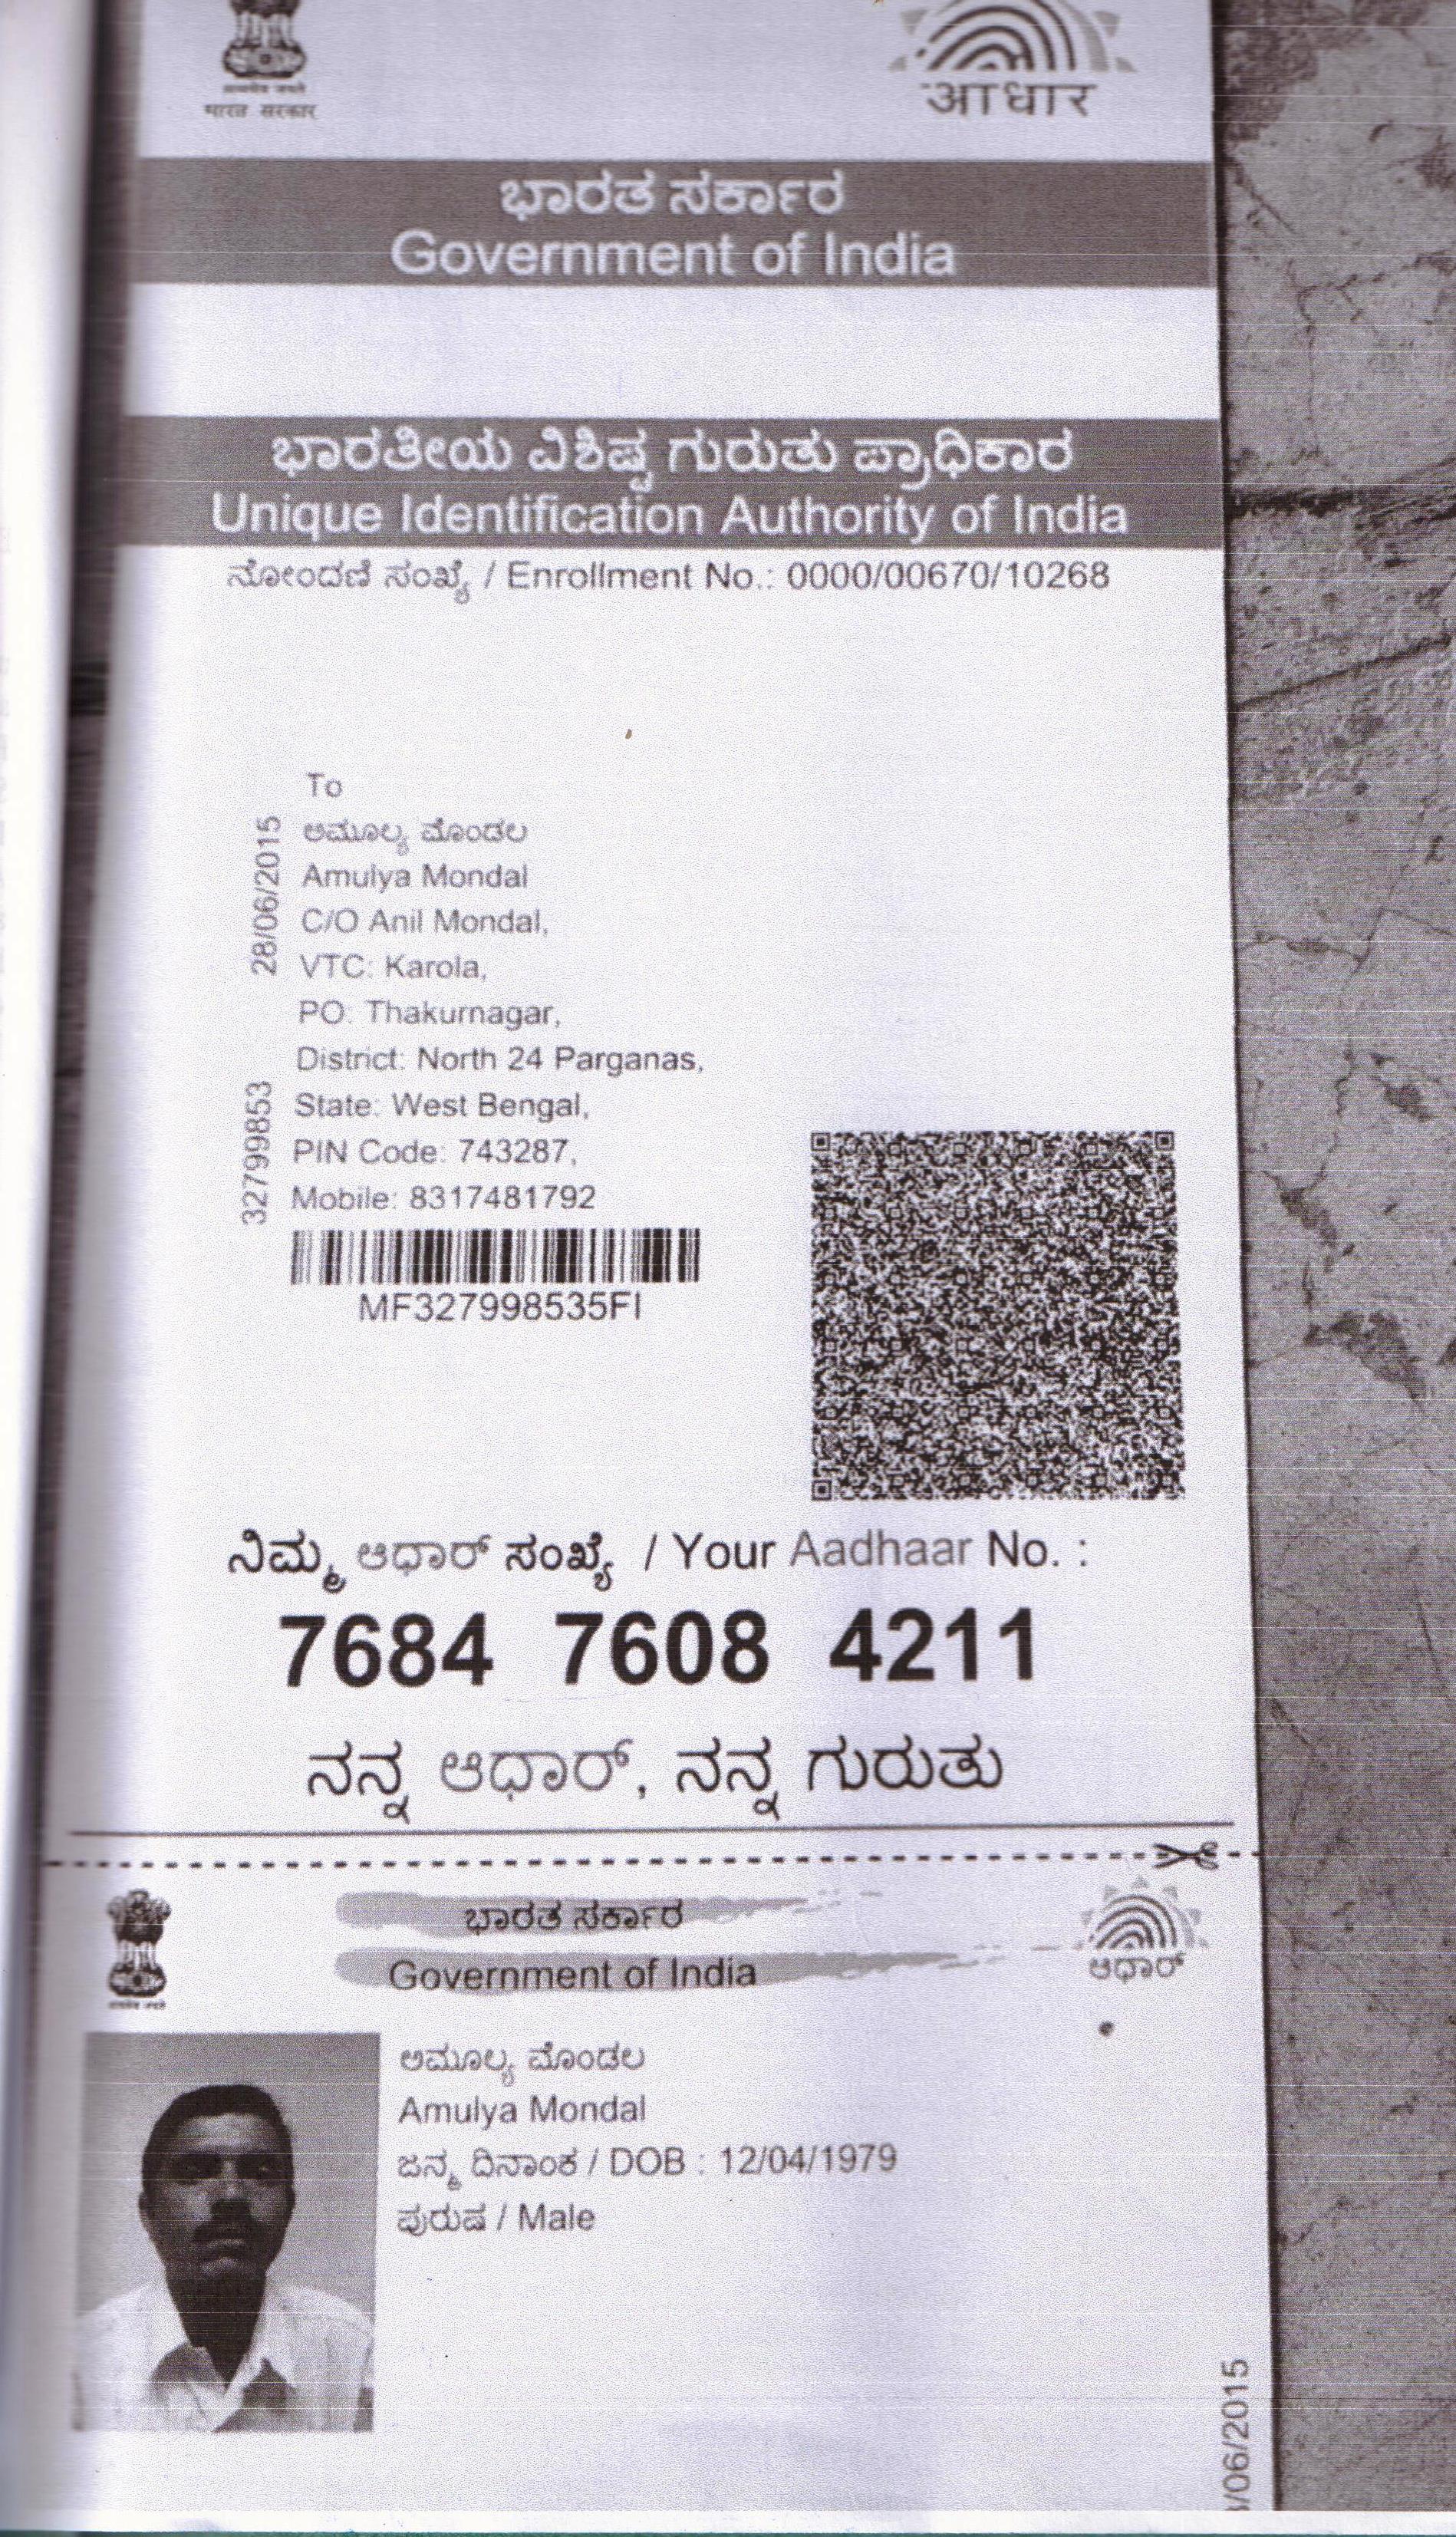 भारत सरकार
आधार
ಭಾರತ ಸರ್ಕಾರ
Government of India
ಭಾರತೀಯ ವಿಶಿಷ್ಟ ಗುರುತು ಪ್ರಾಧಿಕಾರ
Unique Identification Authority of India
ನೋಂದಣಿ ಸಂಖ್ಯೆ / Enrollment No.: 0000/00670/10268
To
ಅಮೂಲ್ಯ ಮೊಂಡಲ
Amulya Mondal
C/O Anil Mondal,
VTC: Karola,
PO: Thakurnagar,
District: North 24 Parganas,
State: West Bengal,
PIN Code: 743287,
Mobile: 8317481792
28/06/2015
32799853
MF327998535FI
ನಿಮ್ಮ ಆಧಾರ್ ಸಂಖ್ಯೆ / Your Aadhaar No. :
7684 7608 4211
ನನ್ನ ಆಧಾರ್, ನನ್ನ ಗುರುತು
ಭಾರತ ಸರ್ಕಾರ
Government of India
ಆಧಾರ್
ಅಮೂಲ್ಯ ಮೊಂಡಲ
Amulya Mondal
ಜನ್ಮ ದಿನಾಂಕ / DOB : 12/04/1979
ಪುರುಷ / Male
/06/2015